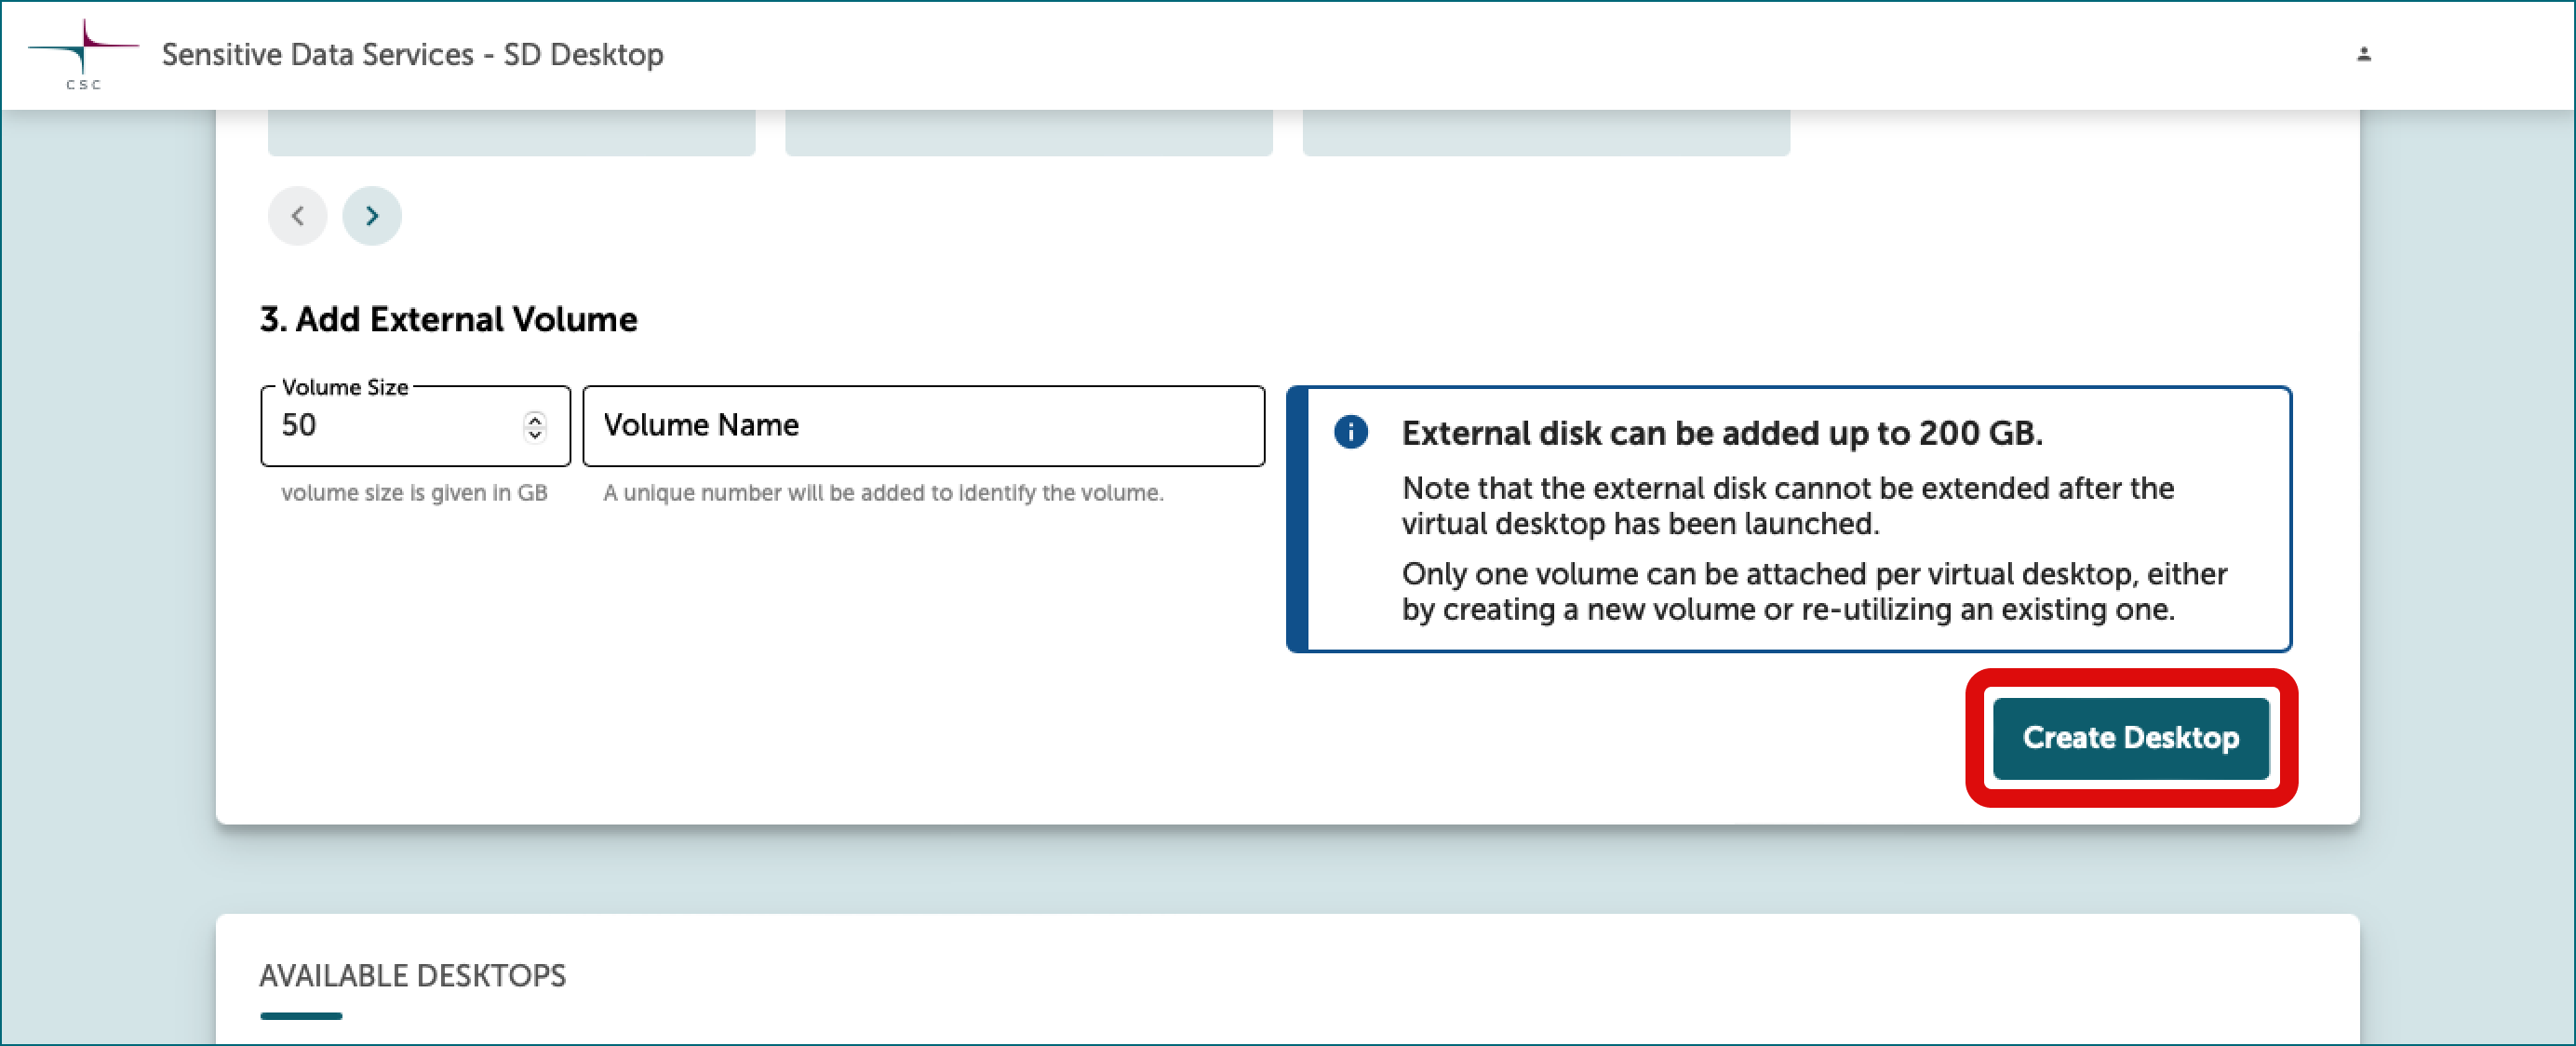 CSC
Sensitive Data Services - SD Desktop
3. Add External Volume
Volume Size
50
volume size is given in GB
Volume Name
A unique number will be added to identify the volume.
External disk can be added up to 200 GB.
Note that the external disk cannot be extended after the
virtual desktop has been launched.
Only one volume can be attached per virtual desktop, either
by creating a new volume or re-utilizing an existing one.
Create Desktop
AVAILABLE DESKTOPS